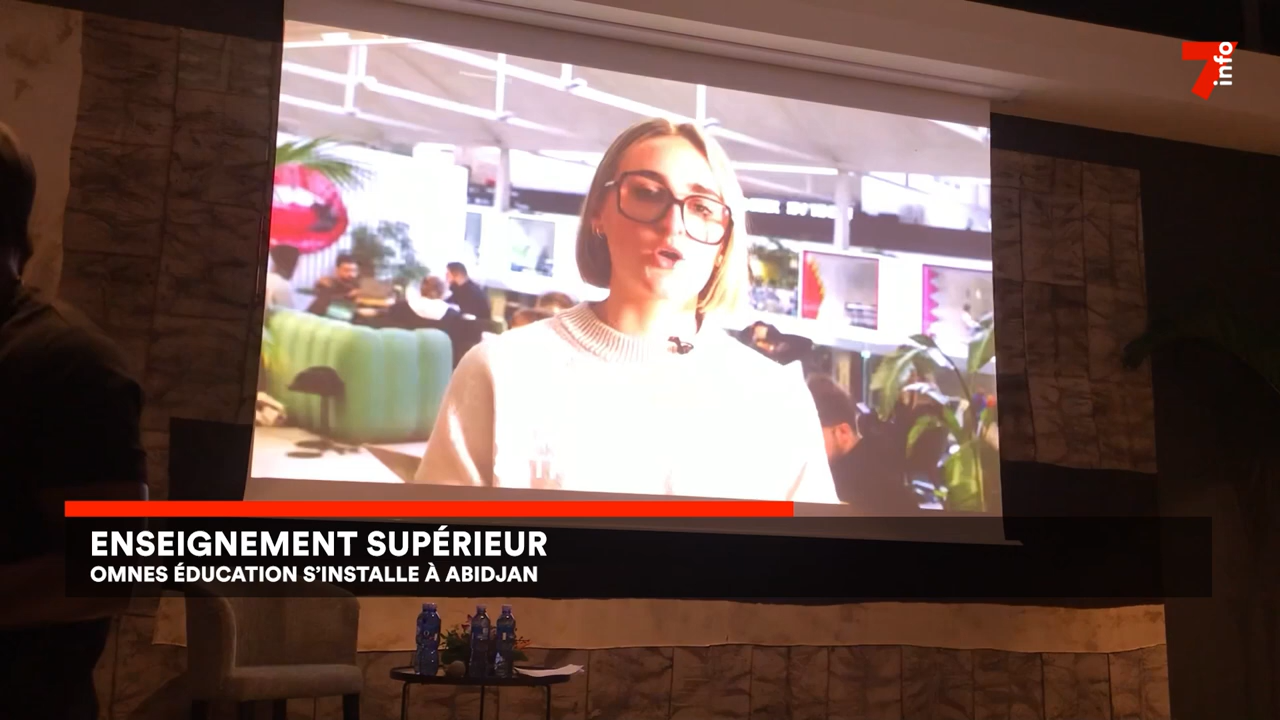 7info
ENSEIGNEMENT SUPÉRIEUR
OMNES ÉDUCATION S'INSTALLE À ABIDJAN